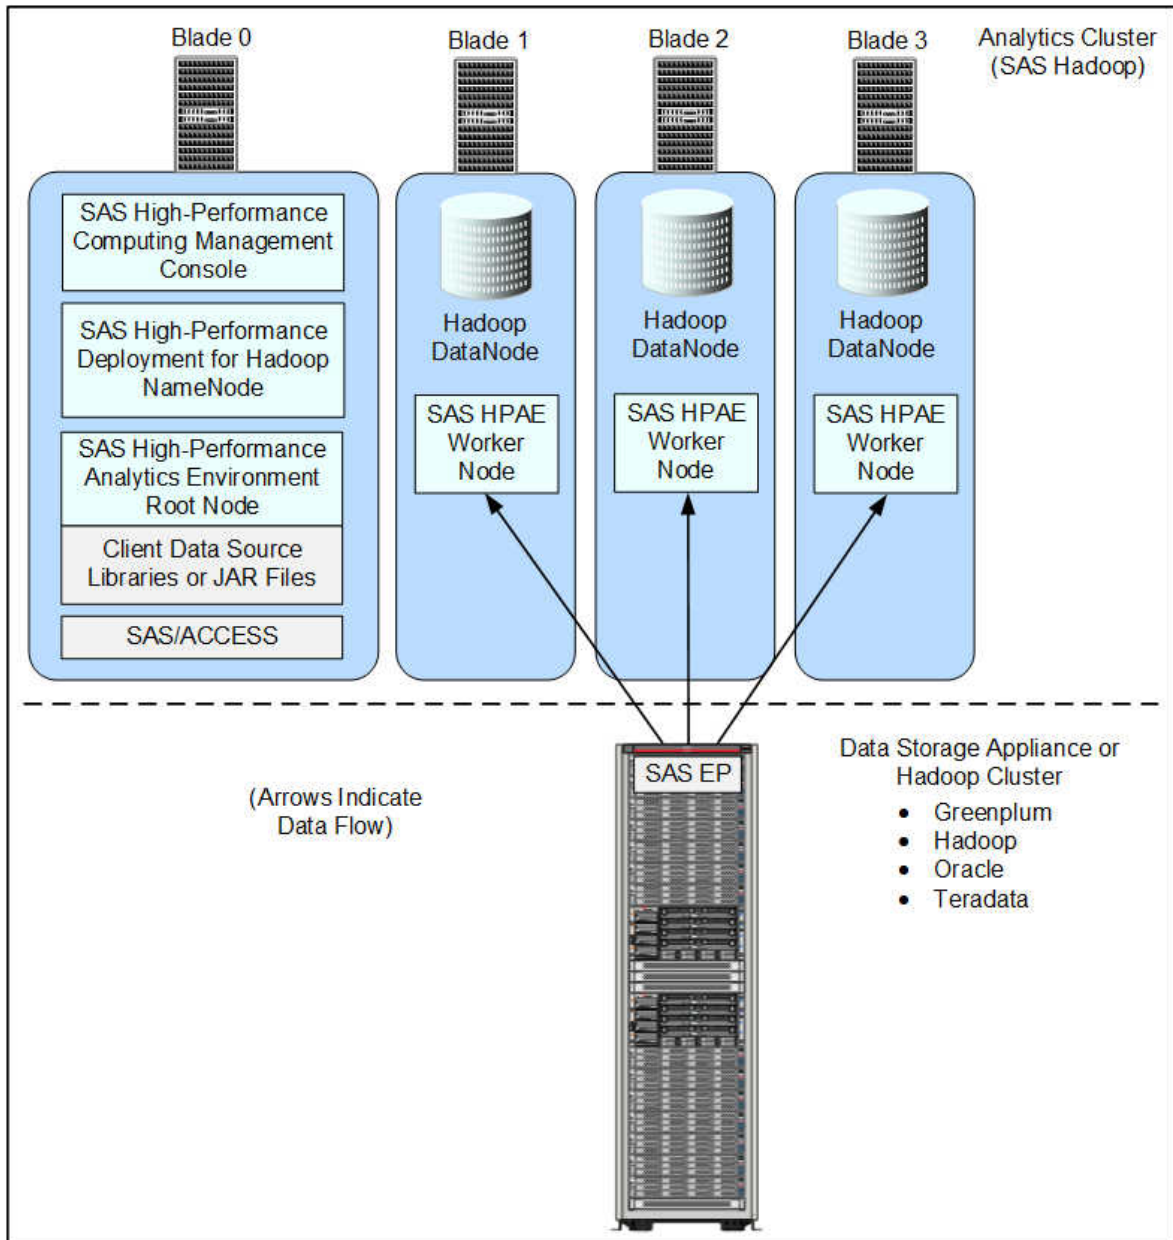 Blade 0
Blade 1
Blade 2
Blade 3
Analytics Cluster
(SAS Hadoop)
SAS High-Performance
Computing Management
Console
SAS High-Performance
Deployment for Hadoop
NameNode
SAS High-Performance
Analytics Environment
Root Node
Client Data Source
Libraries or JAR Files
SAS/ACCESS
Hadoop
DataNode
SAS HPAE
Worker
Node
Hadoop
DataNode
SAS HPAE
Worker
Node
Hadoop
DataNode
SAS HPAE
Worker
Node
(Arrows Indicate
Data Flow)
SAS EP
Data Storage Appliance or
Hadoop Cluster
• Greenplum
• Hadoop
• Oracle
• Teradata